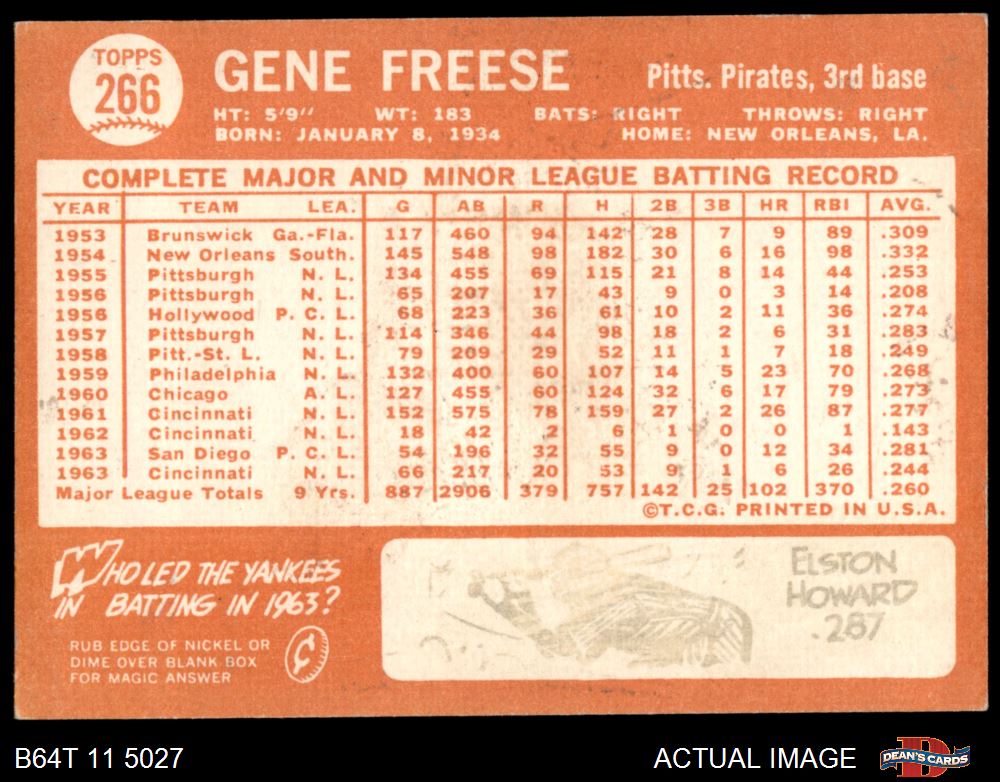 TOPPS
266
GENE FREESE
Pitts. Pirates, 3rd base
HT: 5'9" WT: 183 BATS: RIGHT THROWS: RIGHT
BORN: JANUARY 8, 1934 HOME: NEW ORLEANS, LA.
COMPLETE MAJOR AND MINOR LEAGUE BATTING RECORD
YEAR TEAM LEA. G AB R H 2B 3B HR RBI AVG.
1953 Brunswick Ga.-Fla. 117 460 94 142 28 7 9 89 .309
1954 New Orleans South. 145 548 98 182 30 6 16 98 .332
1955 Pittsburgh N. L. 134 455 69 115 21 8 14 44 .253
1956 Pittsburgh N. L. 65 207 17 43 9 0 3 14 .208
1956 Hollywood P. C. L. 68 223 36 61 10 2 11 36 .274
1957 Pittsburgh N. L. 114 346 44 98 18 2 6 31 .283
1958 Pitt.-St. L. N. L. 79 209 29 52 11 1 7 18 .249
1959 Philadelphia N. L. 132 400 60 107 14 5 23 70 .268
1960 Chicago A. L. 127 455 60 124 32 6 17 79 .273
1961 Cincinnati N. L. 152 575 78 159 27 2 26 87 .277
1962 Cincinnati N. L. 18 42 2 6 1 0 0 1 .143
1963 San Diego P. C. L. 54 196 32 55 9 0 12 34 .281
1963 Cincinnati N. L. 66 217 20 53 9 1 6 26 .244
Major League Totals 9 Yrs. 887 2906 379 757 142 25 102 370 .260
©T.C.G. PRINTED IN U.S.A.
WHO LED THE YANKEES
IN BATTING IN 1963?
RUB EDGE OF NICKEL OR
DIME OVER BLANK BOX
FOR MAGIC ANSWER
ELSTON
HOWARD
.287
B64T 11 5027
ACTUAL IMAGE
DEAN'S CARDS